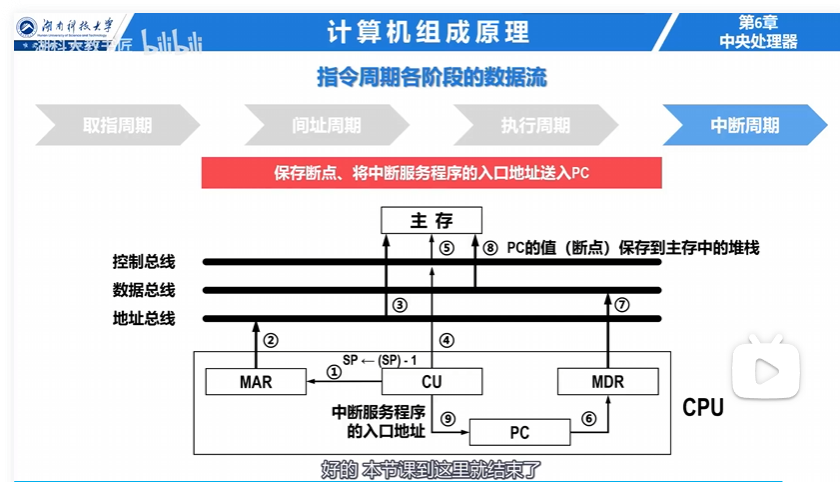 湖南科技大学
湖科大教书匠 bilibili
计算机组成原理
第6章
中央处理器
指令周期各阶段的数据流
取指周期
间址周期
执行周期
中断周期
保存断点、将中断服务程序的入口地址送入PC
主 存
⑤
⑧ PC的值（断点）保存到主存中的堆栈
控制总线
数据总线
③
⑦
地址总线
②
④
SP ← (SP) - 1
①
MAR
CU
MDR
CPU
中断服务程序
的入口地址
⑨
⑥
PC
好的 本节课到这里就结束了